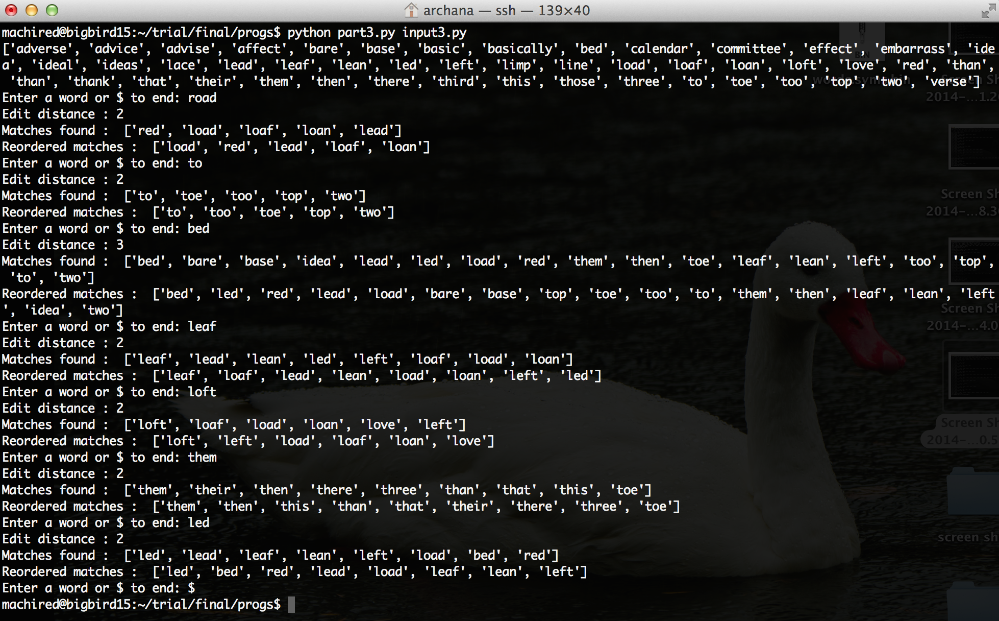 archana — ssh — 139×40
machired@bigbird15:~/trial/final/progs$ python part3.py input3.py
['adverse', 'advice', 'advise', 'affect', 'bare', 'base', 'basic', 'basically', 'bed', 'calendar', 'committee', 'effect', 'embarrass', 'ide
a', 'ideal', 'ideas', 'lace', 'lead', 'leaf', 'lean', 'led', 'left', 'limp', 'line', 'load', 'loaf', 'loan', 'loft', 'love', 'red', 'than',
 'than', 'thank', 'that', 'their', 'them', 'then', 'there', 'third', 'this', 'those', 'three', 'to', 'toe', 'too', 'top', 'two', 'verse']
Enter a word or $ to end: road
Edit distance : 2
Matches found :  ['red', 'load', 'loaf', 'loan', 'lead']
Reordered matches :  ['load', 'red', 'lead', 'loaf', 'loan']
Enter a word or $ to end: to
Edit distance : 2
Matches found :  ['to', 'toe', 'too', 'top', 'two']
Reordered matches :  ['to', 'too', 'toe', 'top', 'two']
Enter a word or $ to end: bed
Edit distance : 3
Matches found :  ['bed', 'bare', 'base', 'idea', 'lead', 'led', 'load', 'red', 'them', 'then', 'toe', 'leaf', 'lean', 'left', 'too', 'top',
 'to', 'two']
Reordered matches :  ['bed', 'led', 'red', 'lead', 'load', 'bare', 'base', 'top', 'toe', 'too', 'to', 'them', 'then', 'leaf', 'lean', 'left
', 'idea', 'two']
Enter a word or $ to end: leaf
Edit distance : 2
Matches found :  ['leaf', 'lead', 'lean', 'led', 'left', 'loaf', 'load', 'loan']
Reordered matches :  ['leaf', 'loaf', 'lead', 'lean', 'load', 'loan', 'left', 'led']
Enter a word or $ to end: loft
Edit distance : 2
Matches found :  ['loft', 'loaf', 'load', 'loan', 'love', 'left']
Reordered matches :  ['loft', 'left', 'load', 'loaf', 'loan', 'love']
Enter a word or $ to end: them
Edit distance : 2
Matches found :  ['them', 'their', 'then', 'there', 'three', 'than', 'that', 'this', 'toe']
Reordered matches :  ['them', 'then', 'this', 'than', 'that', 'their', 'there', 'three', 'toe']
Enter a word or $ to end: led
Edit distance : 2
Matches found :  ['led', 'lead', 'leaf', 'lean', 'left', 'load', 'bed', 'red']
Reordered matches :  ['led', 'bed', 'red', 'lead', 'load', 'leaf', 'lean', 'left']
Enter a word or $ to end: $
machired@bigbird15:~/trial/final/progs$
BIN
Screen Sh
2014-...1.2
Screen Sh
2014-...8.3
Screen Sh
2014-...4.0
Screen Sh
2014-...0.5
screen sh